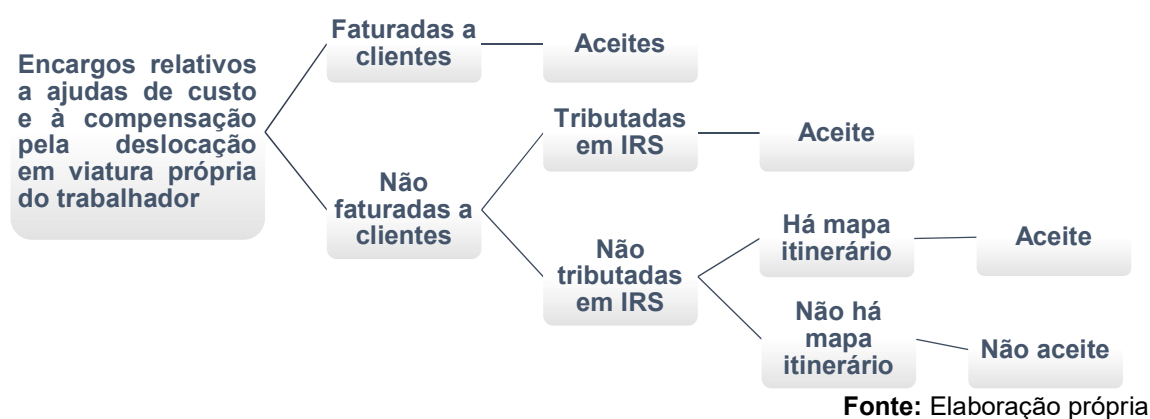 Encargos relativos
a ajudas de custo
e à compensação
pela deslocação
em viatura própria
do trabalhador
Faturadas a
clientes
Aceites
Não
faturadas a
clientes
Tributadas
em IRS
Aceite
Não
tributadas
em IRS
Há mapa
itinerário
Aceite
Não há
mapa
itinerário
Não aceite
Fonte: Elaboração própria